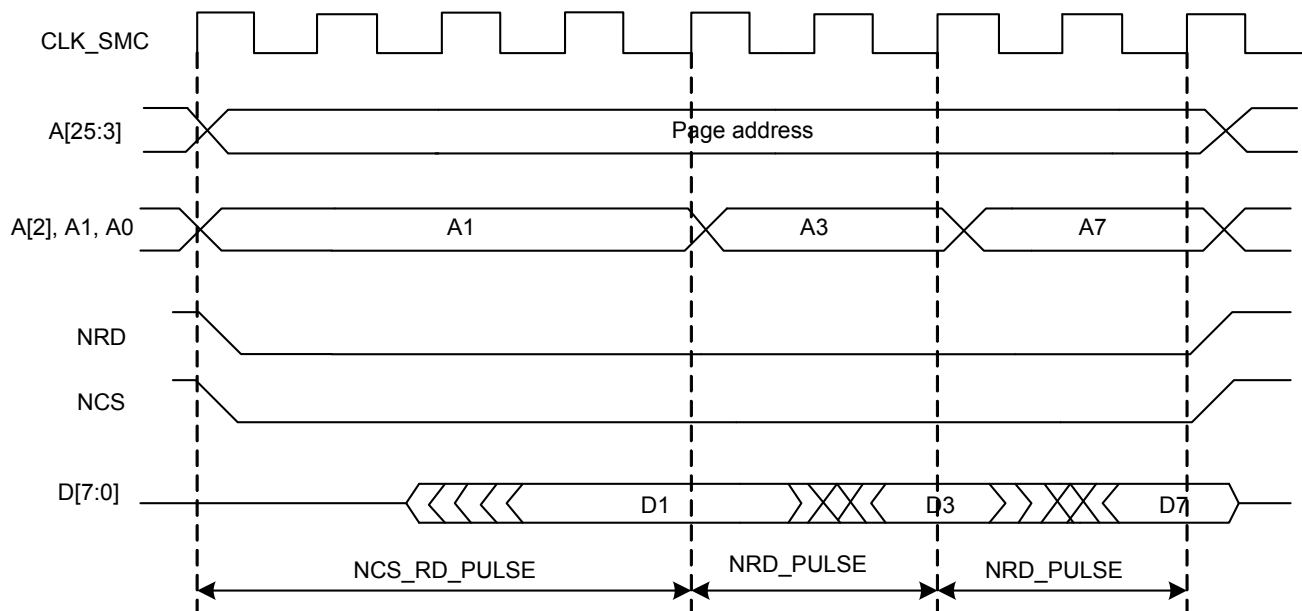 CLK_SMC
A[25:3]
Page address
A[2], A1, A0
A1
A3
A7
NRD
NCS
D[7:0]
D1
D3
D7
NCS_RD_PULSE
NRD_PULSE
NRD_PULSE